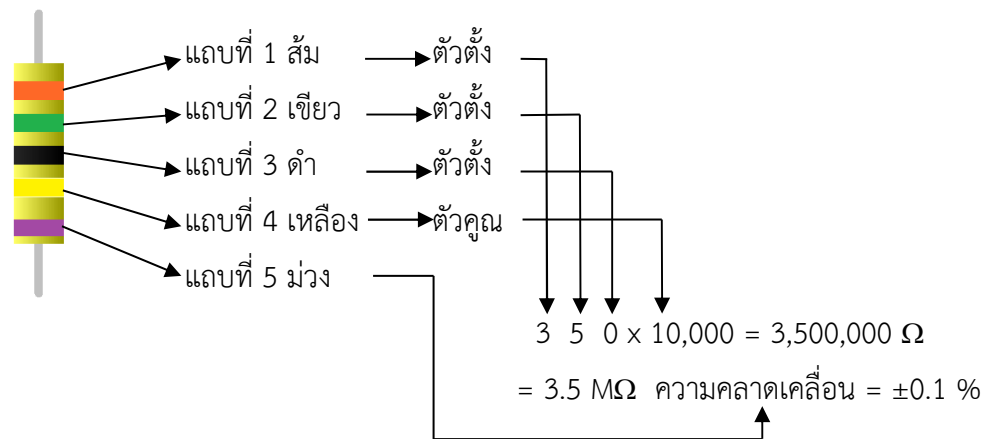 แถบที่ 1 ส้ม ตัวตั้ง
แถบที่ 2 เขียว ตัวตั้ง
แถบที่ 3 ดำ ตัวตั้ง
แถบที่ 4 เหลือง ตัวคูณ
แถบที่ 5 ม่วง
3 5 0 x 10,000 = 3,500,000 Ω
= 3.5 MΩ ความคลาดเคลื่อน = ±0.1 %